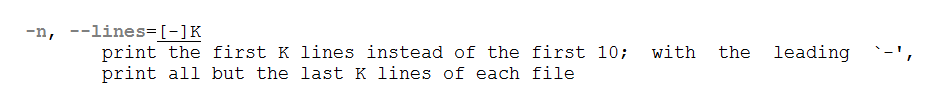 -n, --lines=[-]K
print the first K lines instead of the first 10; with the leading `-',
print all but the last K lines of each file